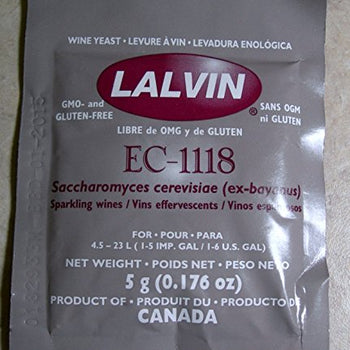 WINE YEAST • LEVURE À VIN • LEVADURA ENOLÓGICA
LALVIN®
GMO- and
GLUTEN-FREE
SANS OGM
ni GLUTEN
LIBRE de OMG y de GLUTEN
EC-1118
Saccharomyces cerevisiae (ex-bayanus)
Sparkling wines / Vins effervescents / Vinos espumosos
FOR • POUR • PARA
4.5 – 23 L (1-5 IMP. GAL / 1-6 U.S. GAL)
NET WEIGHT • POIDS NET • PESO NETO
5 g (0.176 oz)
PRODUCT OF • PRODUIT DU • PRODUCTO DE
CANADA
01-2015